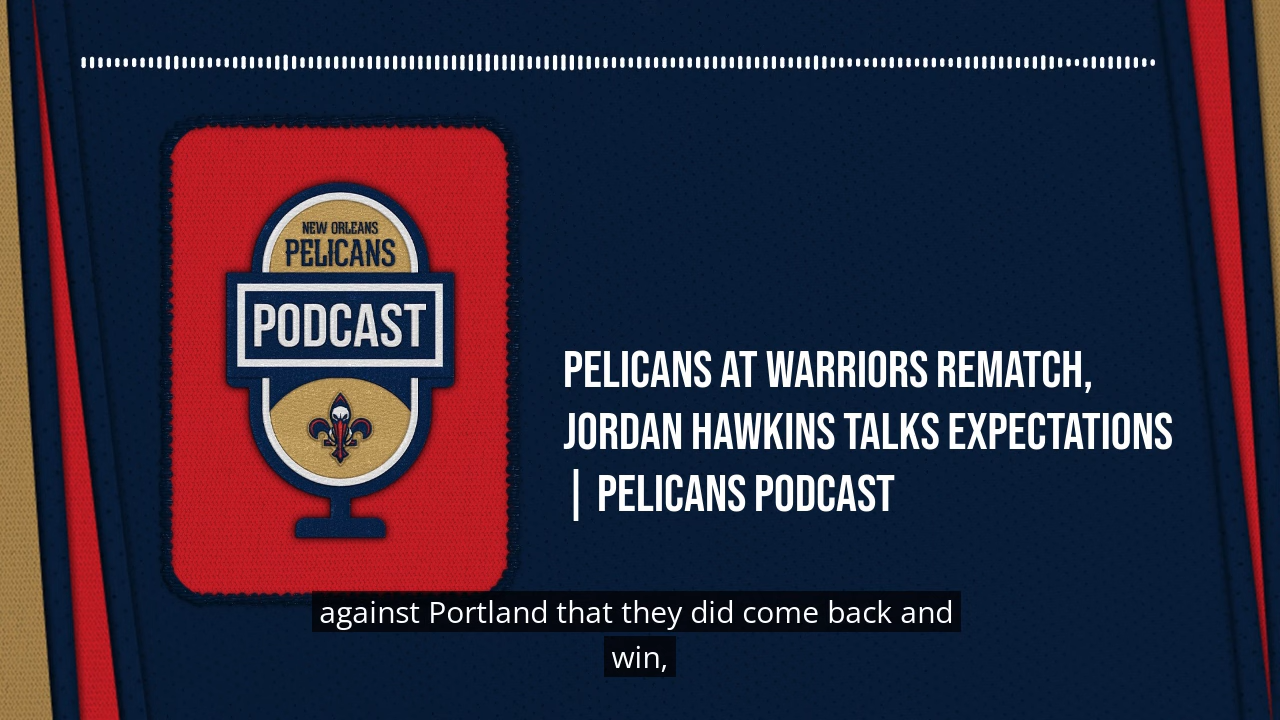 NEW ORLEANS
PELICANS
PODCAST
PELICANS AT WARRIORS REMATCH,
JORDAN HAWKINS TALKS EXPECTATIONS
| PELICANS PODCAST
against Portland that they did come back and
win,